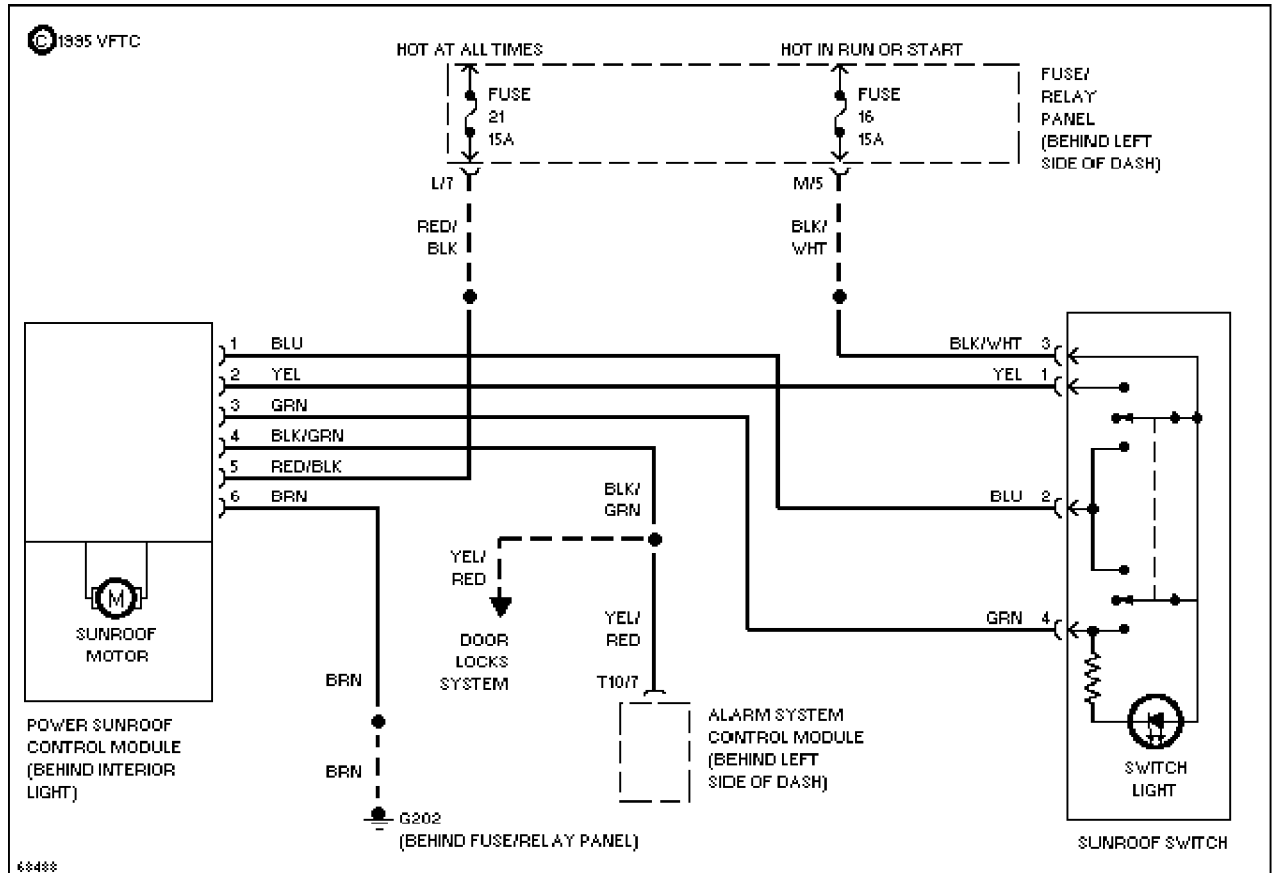 © 1995 VFTC
HOT AT ALL TIMES
HOT IN RUN OR START
FUSE
21
15A
FUSE
16
15A
FUSE/
RELAY
PANEL
(BEHIND LEFT
SIDE OF DASH)
L/7
M/5
RED/
BLK
BLK/
WHT
1 BLU
2 YEL
3 GRN
4 BLK/GRN
5 RED/BLK
6 BRN
BLK/WHT 3
YEL 1
BLU 2
GRN 4
BLK/
GRN
YEL/
RED
DOOR
LOCKS
SYSTEM
YEL/
RED
T10/7
M
SUNROOF
MOTOR
BRN
BRN
POWER SUNROOF
CONTROL MODULE
(BEHIND INTERIOR
LIGHT)
ALARM SYSTEM
CONTROL MODULE
(BEHIND LEFT
SIDE OF DASH)
SWITCH
LIGHT
G202
(BEHIND FUSE/RELAY PANEL)
SUNROOF SWITCH
68488